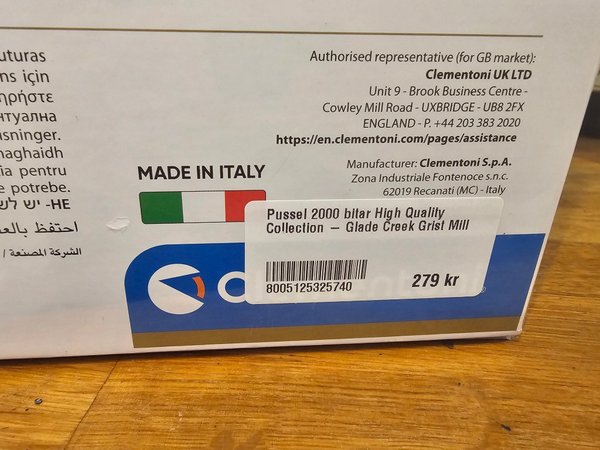 uturas
ns için
ηρήστε
нтуална
sninger.
naghaidh
ia pentru
e potrebe.
HE- יש לש
احتفظ بالع
الشركة المصنعة /
Authorised representative (for GB market):
Clementoni UK LTD
Unit 9 - Brook Business Centre -
Cowley Mill Road - UXBRIDGE - UB8 2FX
ENGLAND - P. +44 203 383 2020
https://en.clementoni.com/pages/assistance
Manufacturer: Clementoni S.p.A.
Zona Industriale Fontenoce s.n.c.
62019 Recanati (MC) - Italy
MADE IN ITALY
Pussel 2000 bitar High Quality
Collection – Glade Creek Grist Mill
8005125325740
279 kr